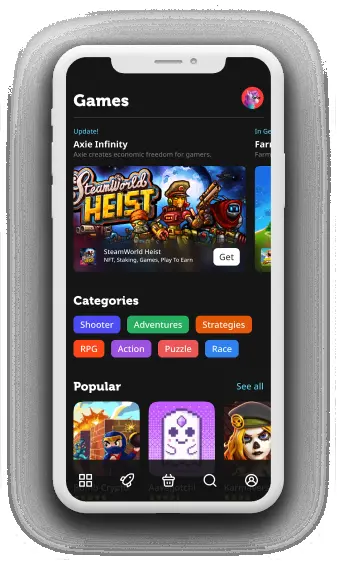 Games
Update!
Axie Infinity
Axie creates economic freedom for gamers.
In Ge
Farm
SteamWorld
HEIST
SteamWorld Heist
NFT, Staking, Games, Play To Earn
Get
Categories
Shooter Adventures Strategies
RPG Action Puzzle Race
Popular See all